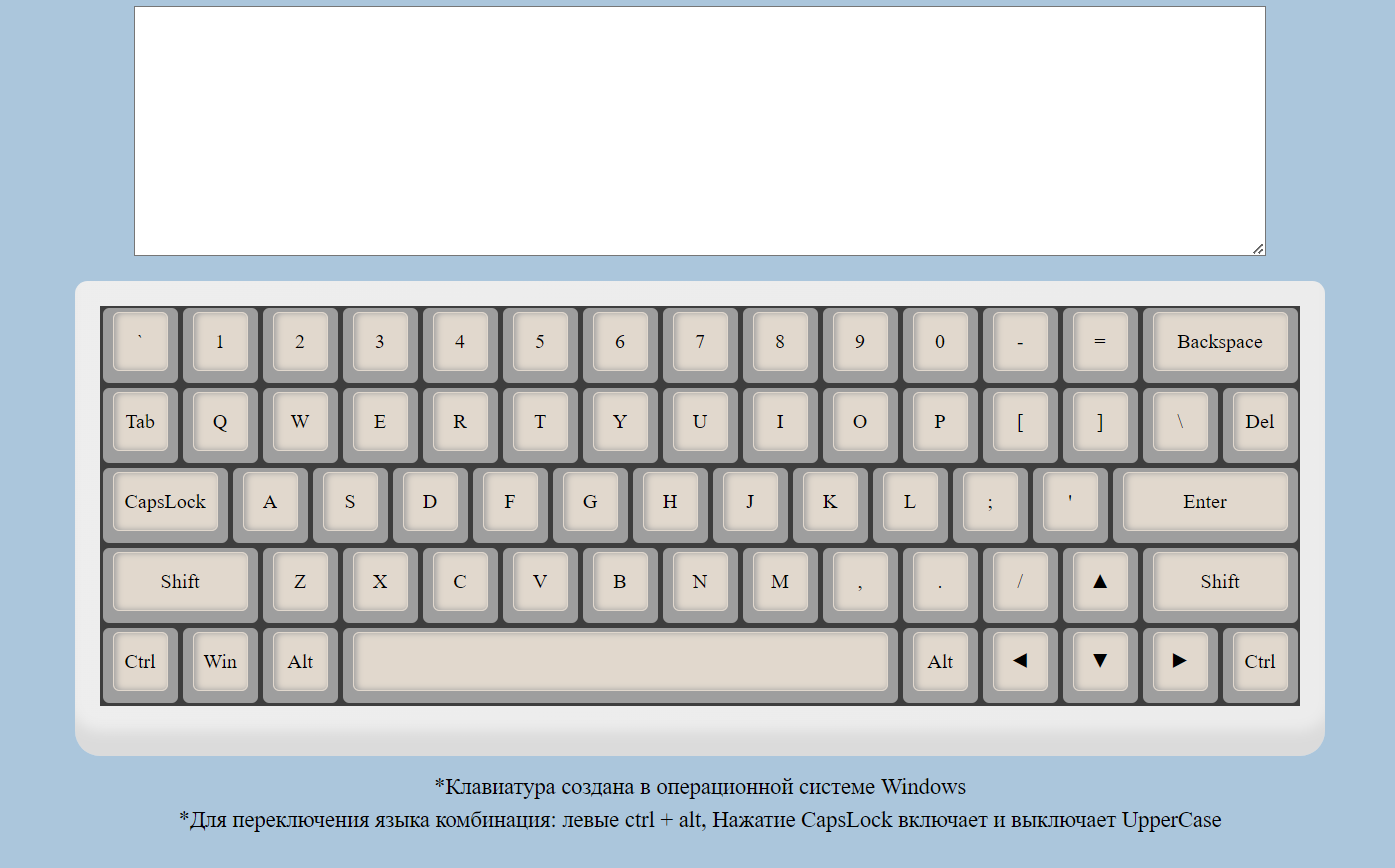 ` 1 2 3 4 5 6 7 8 9 0 - = Backspace
Tab Q W E R T Y U I O P [ ] \ Del
CapsLock A S D F G H J K L ; ' Enter
Shift Z X C V B N M , . / ▲ Shift
Ctrl Win Alt Alt ◄ ▼ ► Ctrl
*Клавиатура создана в операционной системе Windows
*Для переключения языка комбинация: левые ctrl + alt, Нажатие CapsLock включает и выключает UpperCase